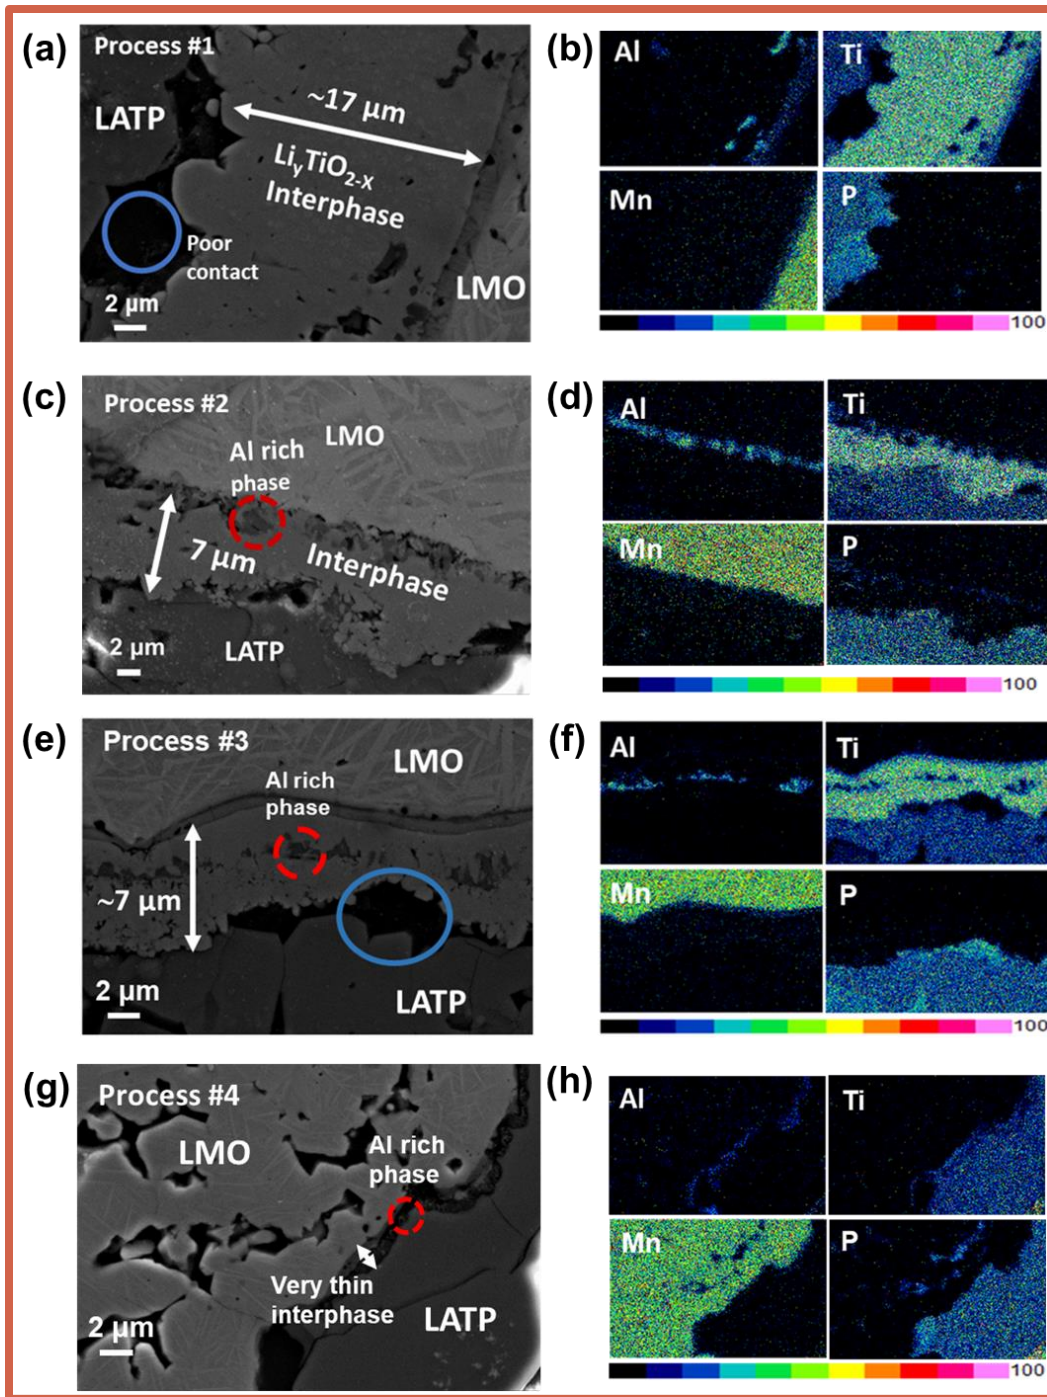 (a)
Process #1
LATP
~17 µm
LiyTiO2-X
Interphase
Poor
contact
2 µm
LMO
(b)
Al
Ti
Mn
P
100
(c)
Process #2
LMO
Al rich
phase
7 µm
Interphase
2 µm
LATP
(d)
Al
Ti
Mn
P
100
(e)
Process #3
LMO
Al rich
phase
~7 µm
2 µm
LATP
(f)
Al
Ti
Mn
P
100
(g)
Process #4
LMO
Al rich
phase
Very thin
interphase
2 µm
LATP
(h)
Al
Ti
Mn
P
100